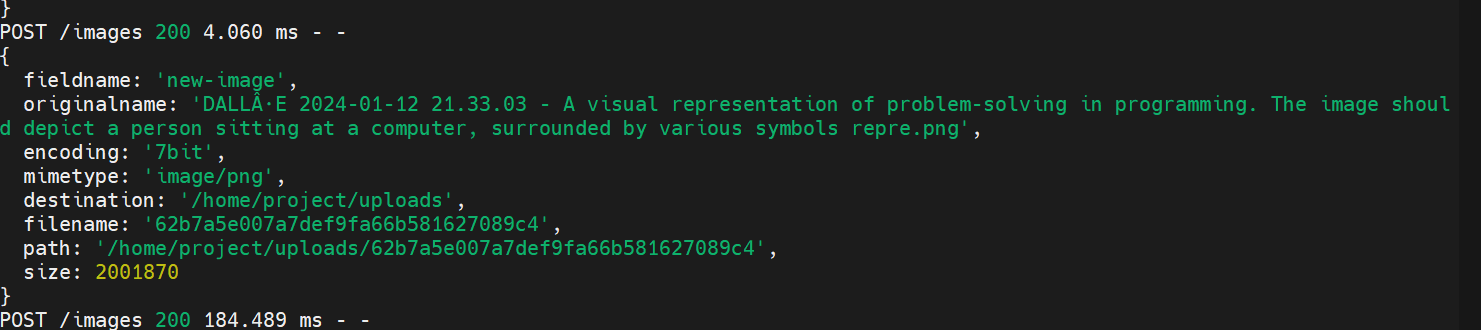 }
POST /images 200 4.060 ms - -
{
  fieldname: 'new-image',
  originalname: 'DALLÂ·E 2024-01-12 21.33.03 - A visual representation of problem-solving in programming. The image shoul
d depict a person sitting at a computer, surrounded by various symbols repre.png',
  encoding: '7bit',
  mimetype: 'image/png',
  destination: '/home/project/uploads',
  filename: '62b7a5e007a7def9fa66b581627089c4',
  path: '/home/project/uploads/62b7a5e007a7def9fa66b581627089c4',
  size: 2001870
}
POST /images 200 184.489 ms - -